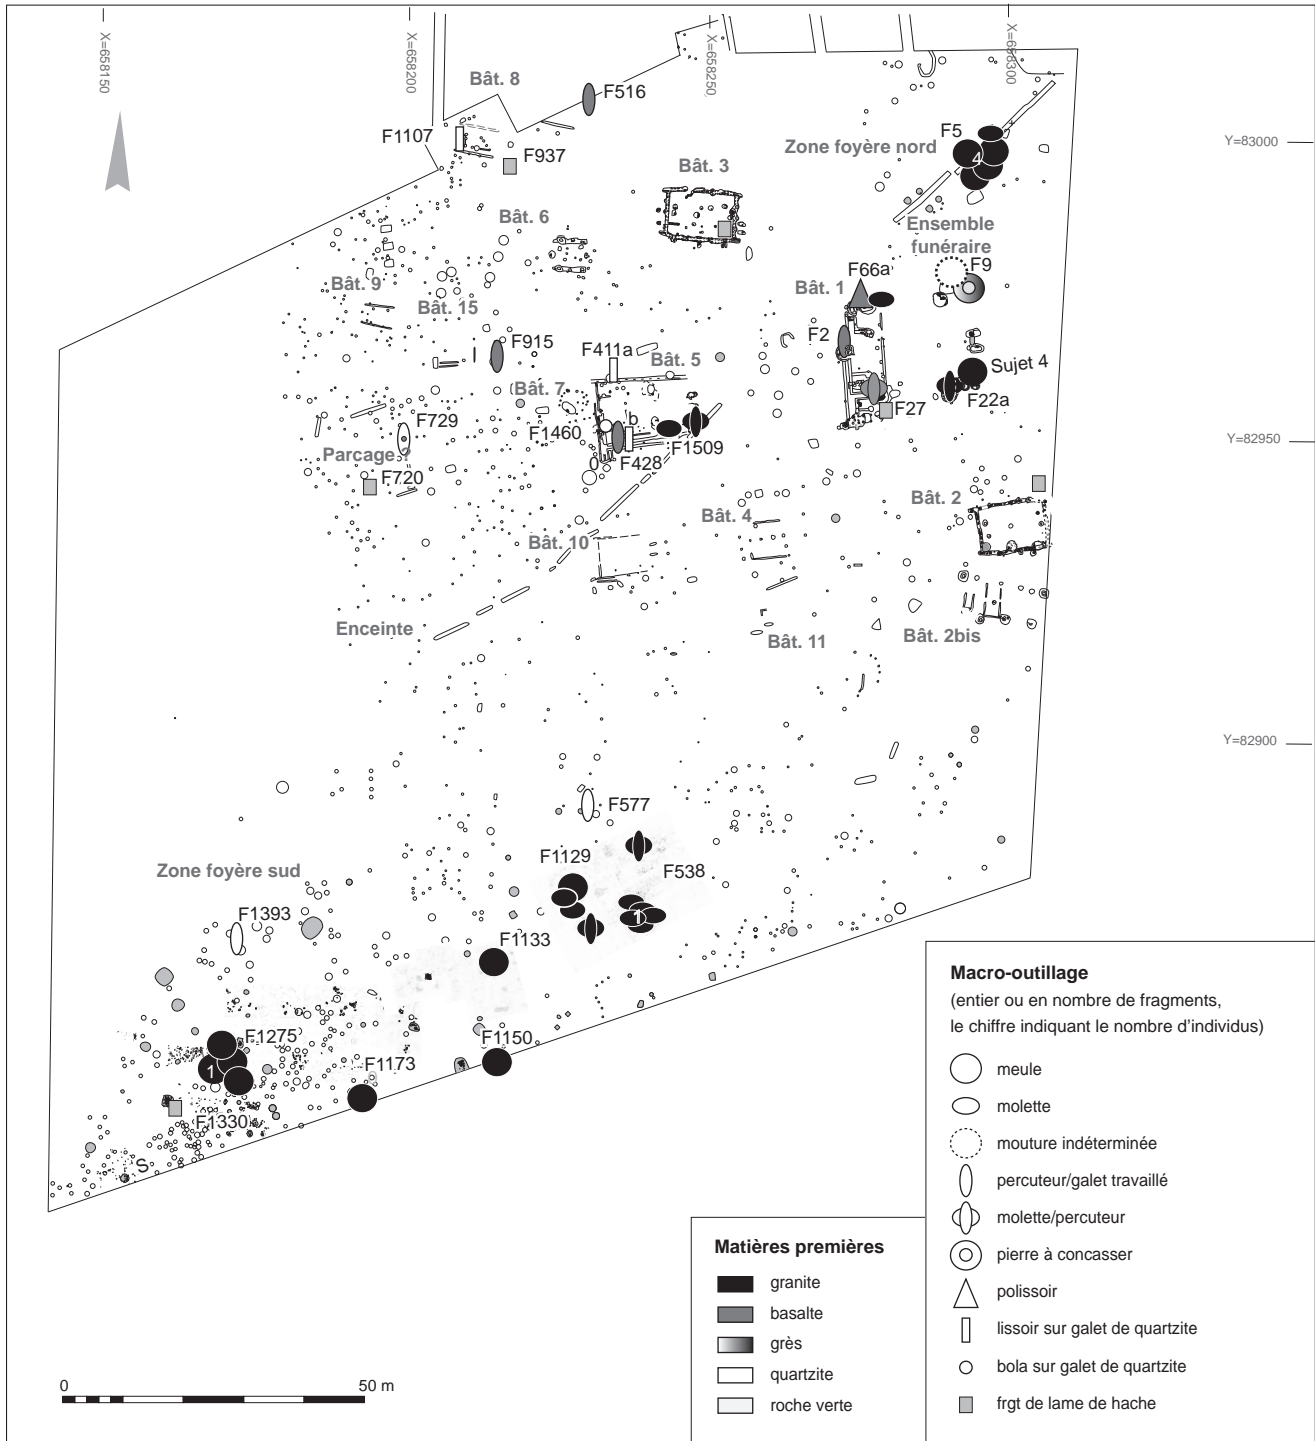 X=658150
X=658200
X=658250
X=658300
Bât. 8
F516
F1107
F937
F5
Y=83000
Zone foyère nord
4
Bât. 3
Bât. 6
Ensemble
funéraire
F66a
F9
Bât. 9
Bât. 1
Bât. 15
F2
F915
F411a
Bât. 5
Sujet 4
Bât. 7
F22a
F729
F27
F1460
b
F1509
Y=82950
Parcage ?
0
F428
F720
Bât. 2
Bât. 4
Bât. 10
Enceinte
Bât. 11
Bât. 2bis
Y=82900
F577
F1129
Zone foyère sud
F538
F1393
1
F1133
F1275
F1150
1
F1173
F1330
S
Macro-outillage
(entier ou en nombre de fragments,
le chiffre indiquant le nombre d'individus)
meule
molette
mouture indéterminée
percuteur/galet travaillé
molette/percuteur
pierre à concasser
polissoir
lissoir sur galet de quartzite
bola sur galet de quartzite
frgt de lame de hache
Matières premières
granite
basalte
grès
quartzite
roche verte
0 50 m